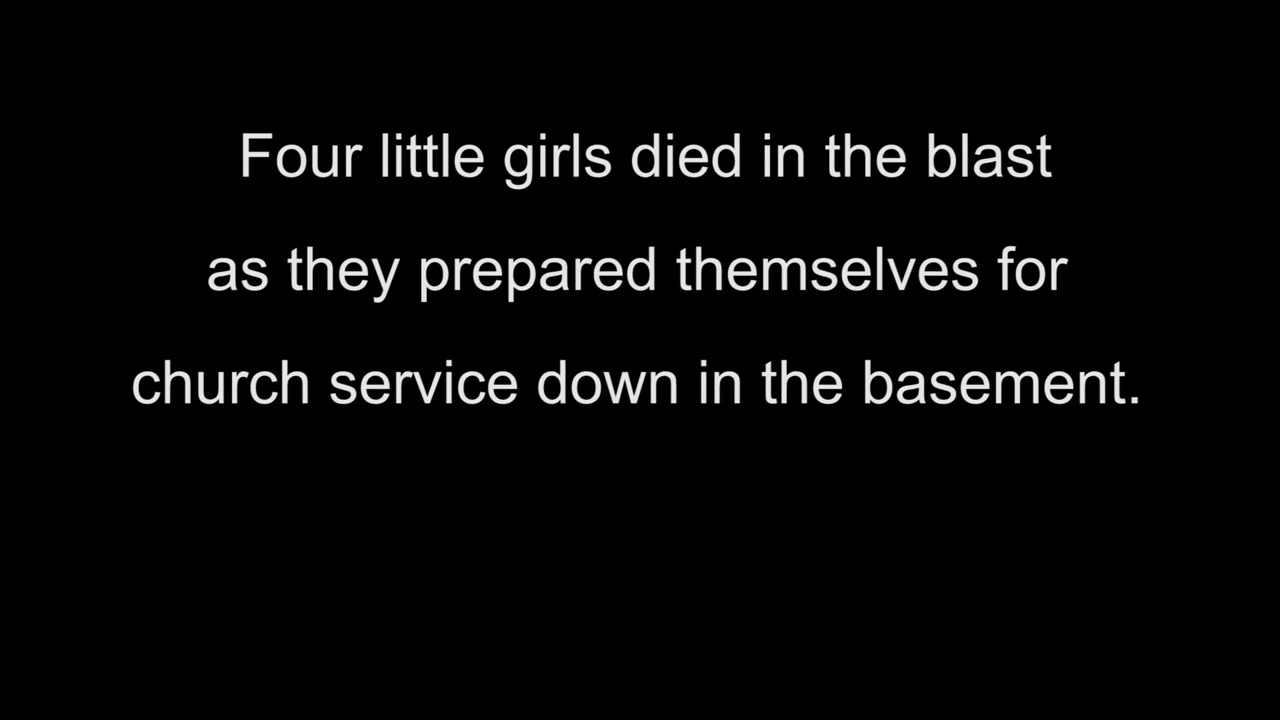 Four little girls died in the blast
as they prepared themselves for
church service down in the basement.